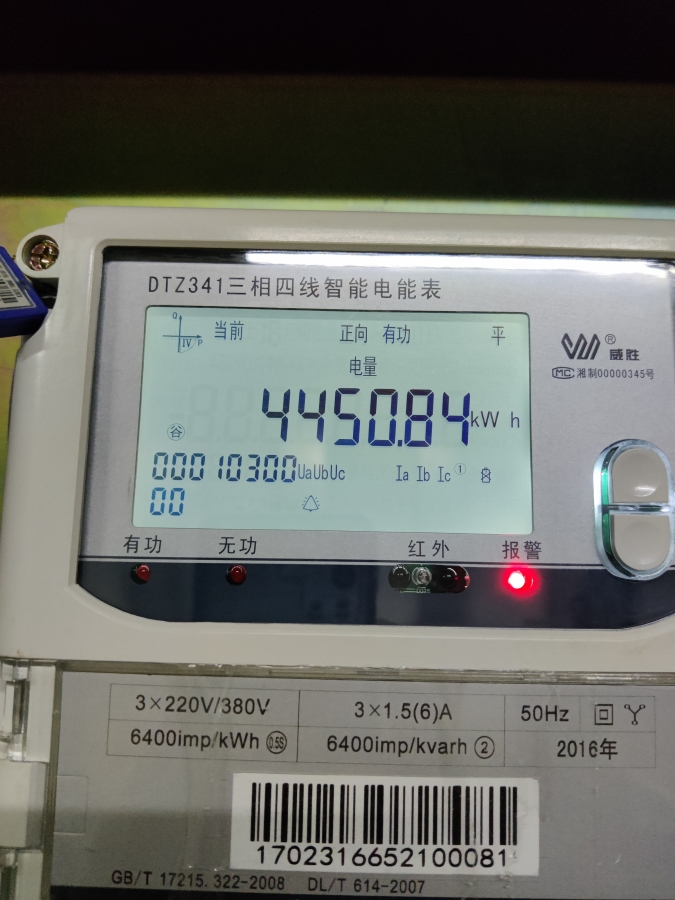 DTZ341三相四线智能电能表
Q
IV P
当前 正向 有功 平
电量
谷
4450.84 kWh
00010300 UaUbUc Ia Ib Ic ① 8
00
威胜®
MC 湘制00000345号
有功 无功 红外 报警
3×220V/380V 3×1.5(6)A 50Hz
6400imp/kWh 0.5S 6400imp/kvarh ② 2016年
1702316652100081
GB/T 17215.322-2008 DL/T 614-2007